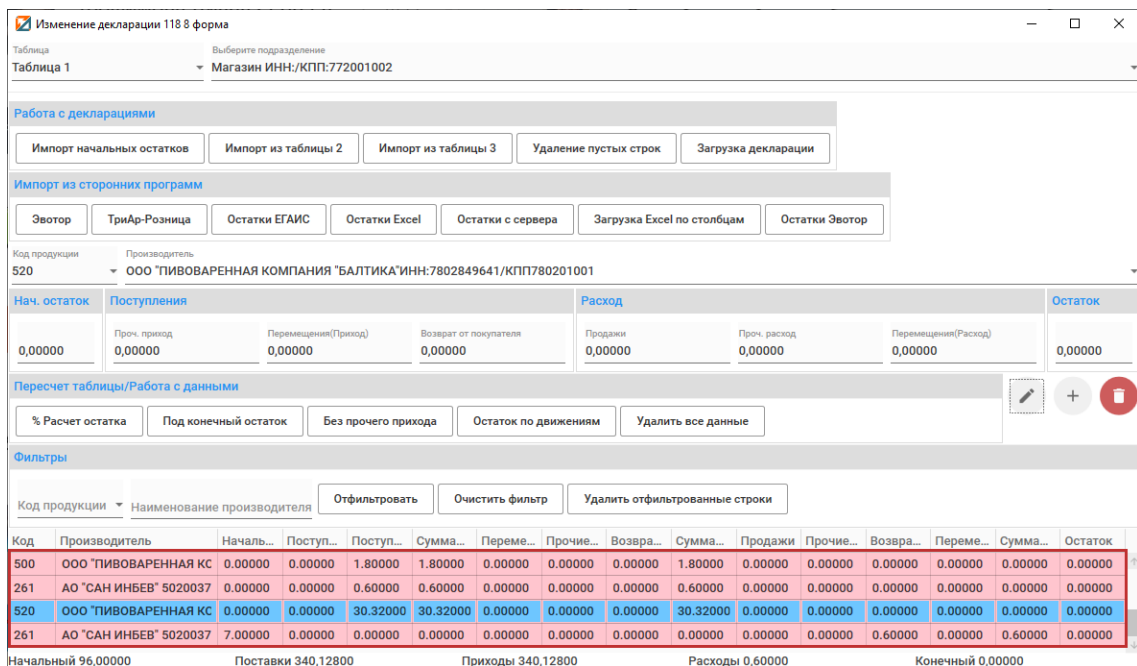 Изменение декларации 118 8 форма
Таблица Выберите подразделение
Таблица 1 Магазин ИНН:/КПП:772001002
Работа с декларациями
Импорт начальных остатков Импорт из таблицы 2 Импорт из таблицы 3 Удаление пустых строк Загрузка декларации
Импорт из сторонних программ
Эвотор ТриАр-Розница Остатки ЕГАИС Остатки Excel Остатки с сервера Загрузка Excel по столбцам Остатки Эвотор
Код продукции Производитель
520 ООО "ПИВОВАРЕННАЯ КОМПАНИЯ "БАЛТИКА"ИНН:7802849641/КПП780201001
Нач. остаток Поступления Расход Остаток
Проч. приход Перемещения(Приход) Возврат от покупателя Продажи Проч. расход Перемещения(Расход)
0,00000 0,00000 0,00000 0,00000 0,00000 0,00000 0,00000 0,00000
Пересчет таблицы/Работа с данными
% Расчет остатка Под конечный остаток Без прочего прихода Остаток по движениям Удалить все данные
Фильтры
Код продукции Наименование производителя Отфильтровать Очистить фильтр Удалить отфильтрованные строки
Код Производитель Началь... Поступ... Поступ... Сумма... Переме... Прочие... Возвра... Сумма... Продажи Прочие... Возвра... Переме... Сумма... Остаток
500 ООО "ПИВОВАРЕННАЯ КС 0.00000 0.00000 1.80000 1.80000 0.00000 0.00000 0.00000 1.80000 0.00000 0.00000 0.00000 0.00000 0.00000 0.00000
261 АО "САН ИНБЕВ" 5020037 0.00000 0.00000 0.60000 0.60000 0.00000 0.00000 0.00000 0.60000 0.00000 0.00000 0.00000 0.00000 0.00000 0.00000
520 ООО "ПИВОВАРЕННАЯ КС 0.00000 0.00000 30.32000 30.32000 0.00000 0.00000 0.00000 30.32000 0.00000 0.00000 0.00000 0.00000 0.00000 0.00000
261 АО "САН ИНБЕВ" 5020037 7.00000 0.00000 0.00000 0.00000 0.00000 0.00000 0.00000 0.00000 0.00000 0.00000 0.60000 0.00000 0.60000 0.00000
Начальный 96,00000 Поставки 340,12800 Приходы 340,12800 Расходы 0,60000 Конечный 0,00000